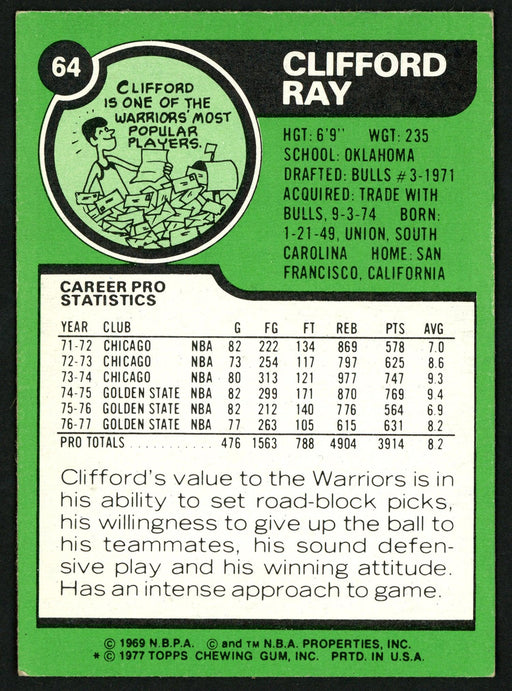 64
CLIFFORD
IS ONE OF THE
WARRIORS' MOST
POPULAR
PLAYERS.
CLIFFORD
RAY
HGT: 6'9" WGT: 235
SCHOOL: OKLAHOMA
DRAFTED: BULLS #3-1971
ACQUIRED: TRADE WITH
BULLS, 9-3-74 BORN:
1-21-49, UNION, SOUTH
CAROLINA HOME: SAN
FRANCISCO, CALIFORNIA
CAREER PRO
STATISTICS
YEAR CLUB G FG FT REB PTS AVG
71-72 CHICAGO NBA 82 222 134 869 578 7.0
72-73 CHICAGO NBA 73 254 117 797 625 8.6
73-74 CHICAGO NBA 80 313 121 977 747 9.3
74-75 GOLDEN STATE NBA 82 299 171 870 769 9.4
75-76 GOLDEN STATE NBA 82 212 140 776 564 6.9
76-77 GOLDEN STATE NBA 77 263 105 615 631 8.2
PRO TOTALS . . . . . . . . . . 476 1563 788 4904 3914 8.2
Clifford's value to the Warriors is in
his ability to set road-block picks,
his willingness to give up the ball to
his teammates, his sound defen-
sive play and his winning attitude.
Has an intense approach to game.
© 1969 N.B.P.A. © and TM N.B.A. PROPERTIES, INC.
* © 1977 TOPPS CHEWING GUM, INC. PRTD. IN U.S.A.